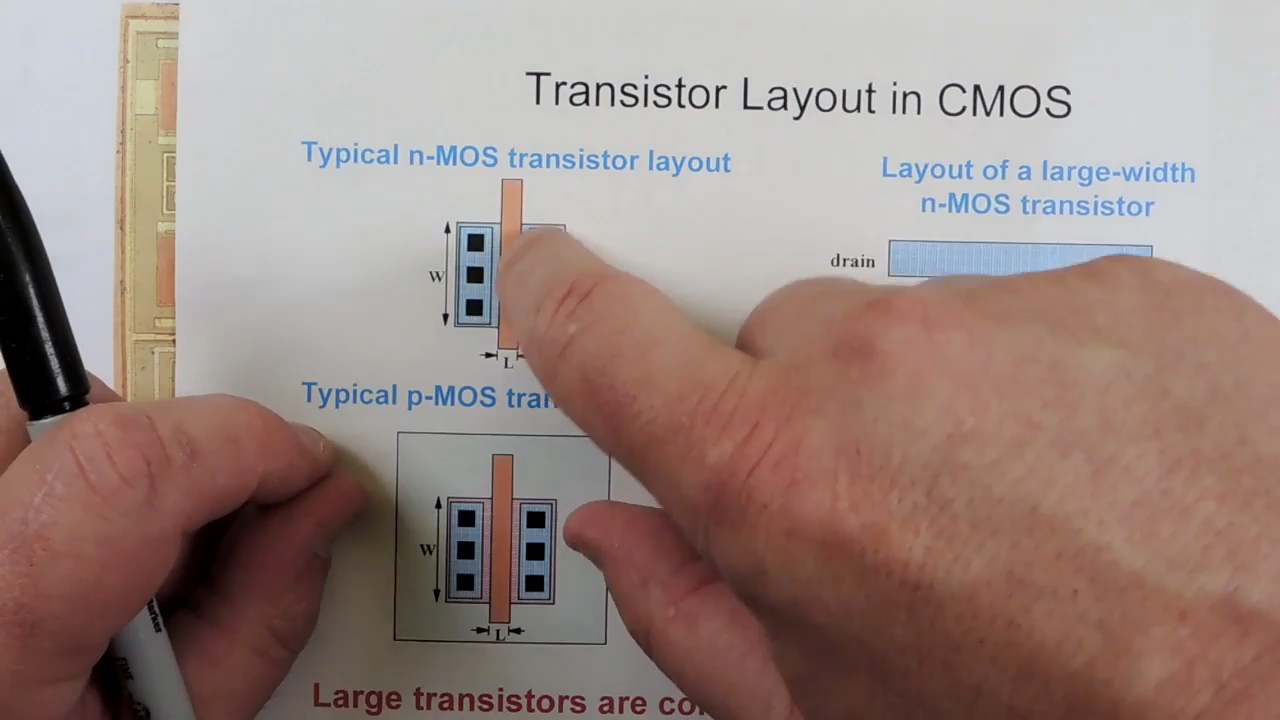 Transistor Layout in CMOS
Typical n-MOS transistor layout
Layout of a large-width
n-MOS transistor
drain
W
L
Typical p-MOS
W
L
Large transistors are